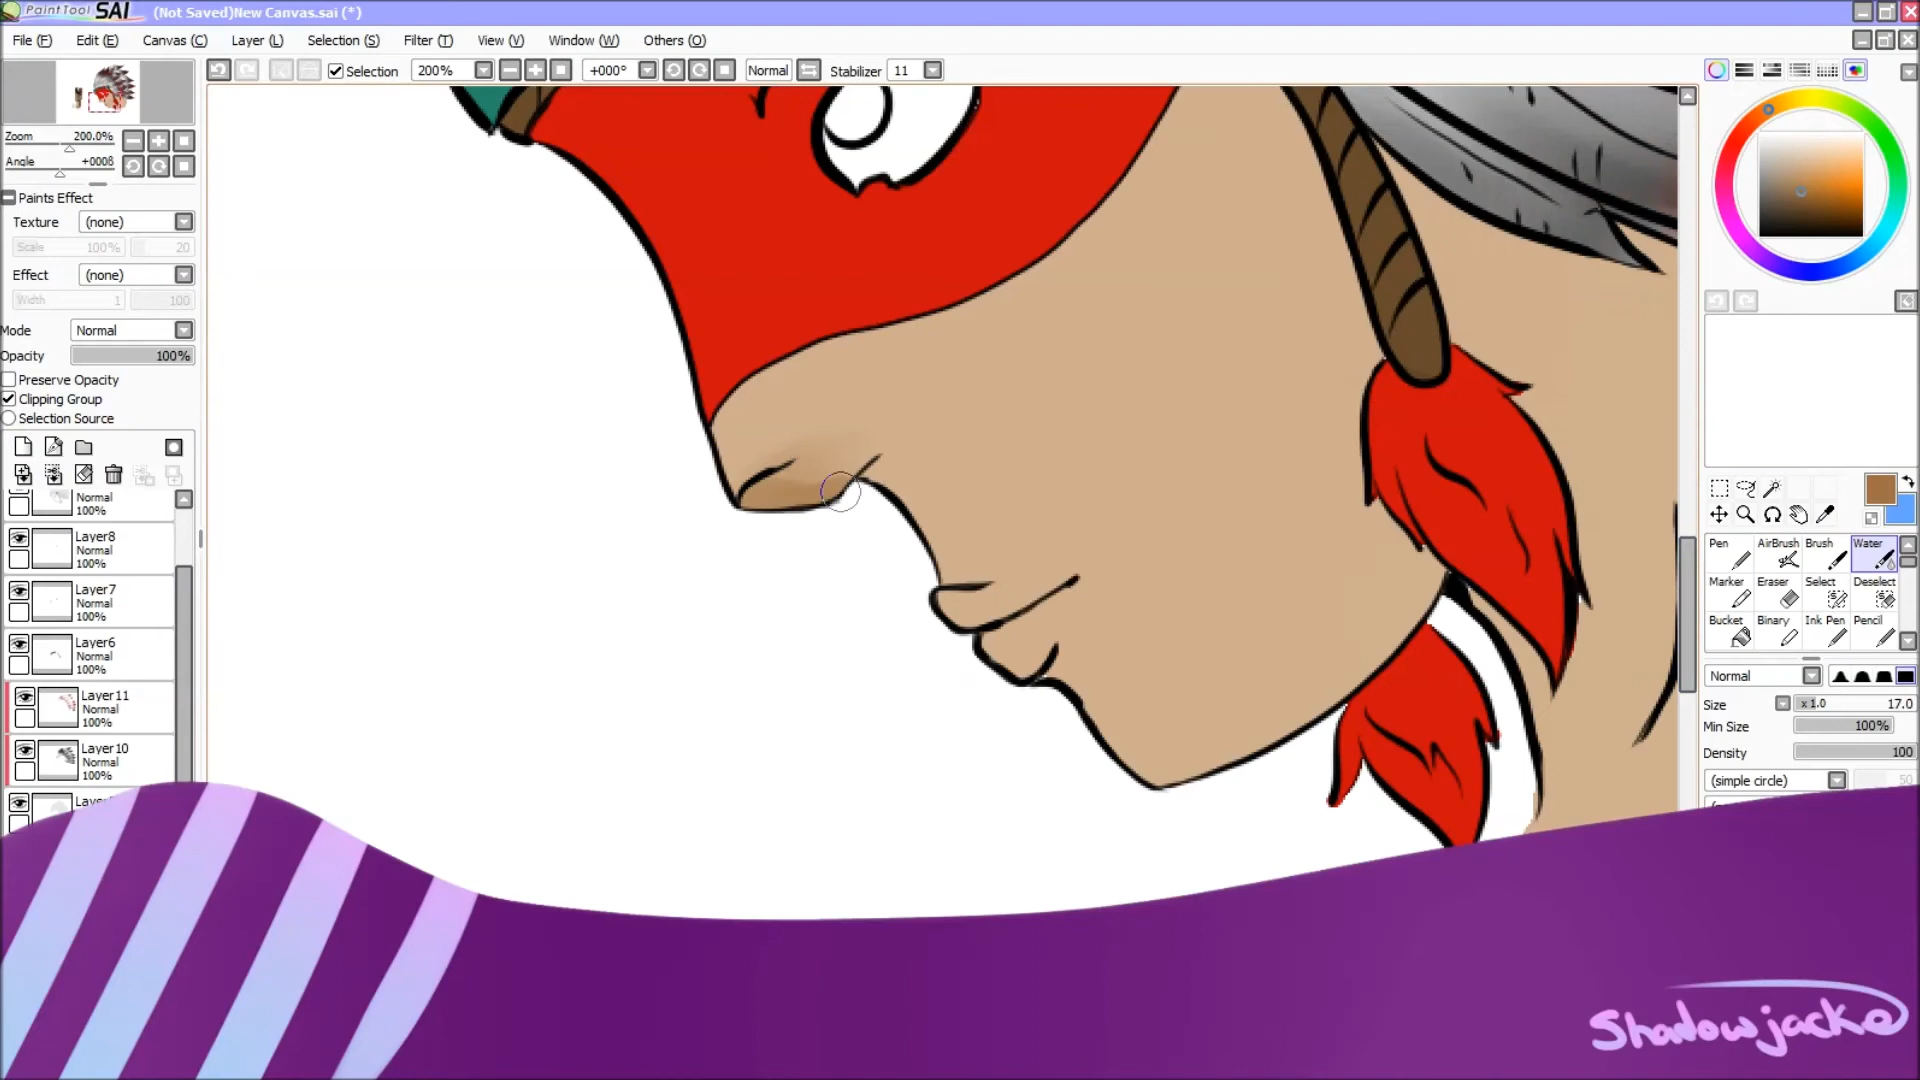 PaintTool SAI (Not Saved)New Canvas.sai (*)
File (F) Edit (E) Canvas (C) Layer (L) Selection (S) Filter (T) View (V) Window (W) Others (O)
Selection 200% +000° Normal Stabilizer 11
Zoom 200.0%
Angle +000ß
Paints Effect
Texture (none)
Scale 100% 20
Effect (none)
Width 1 100
Mode Normal
Opacity 100%
Preserve Opacity
Clipping Group
Selection Source
Normal
100%
Layer8
Normal
100%
Layer7
Normal
100%
Layer6
Normal
100%
Layer11
Normal
100%
Layer10
Normal
100%
Pen AirBrush Brush Water
Marker Eraser Select Deselect
Bucket Binary Ink Pen Pencil
Normal
Size x 1.0 17.0
Min Size 100%
Density 100
(simple circle) 50
Shadowjacko